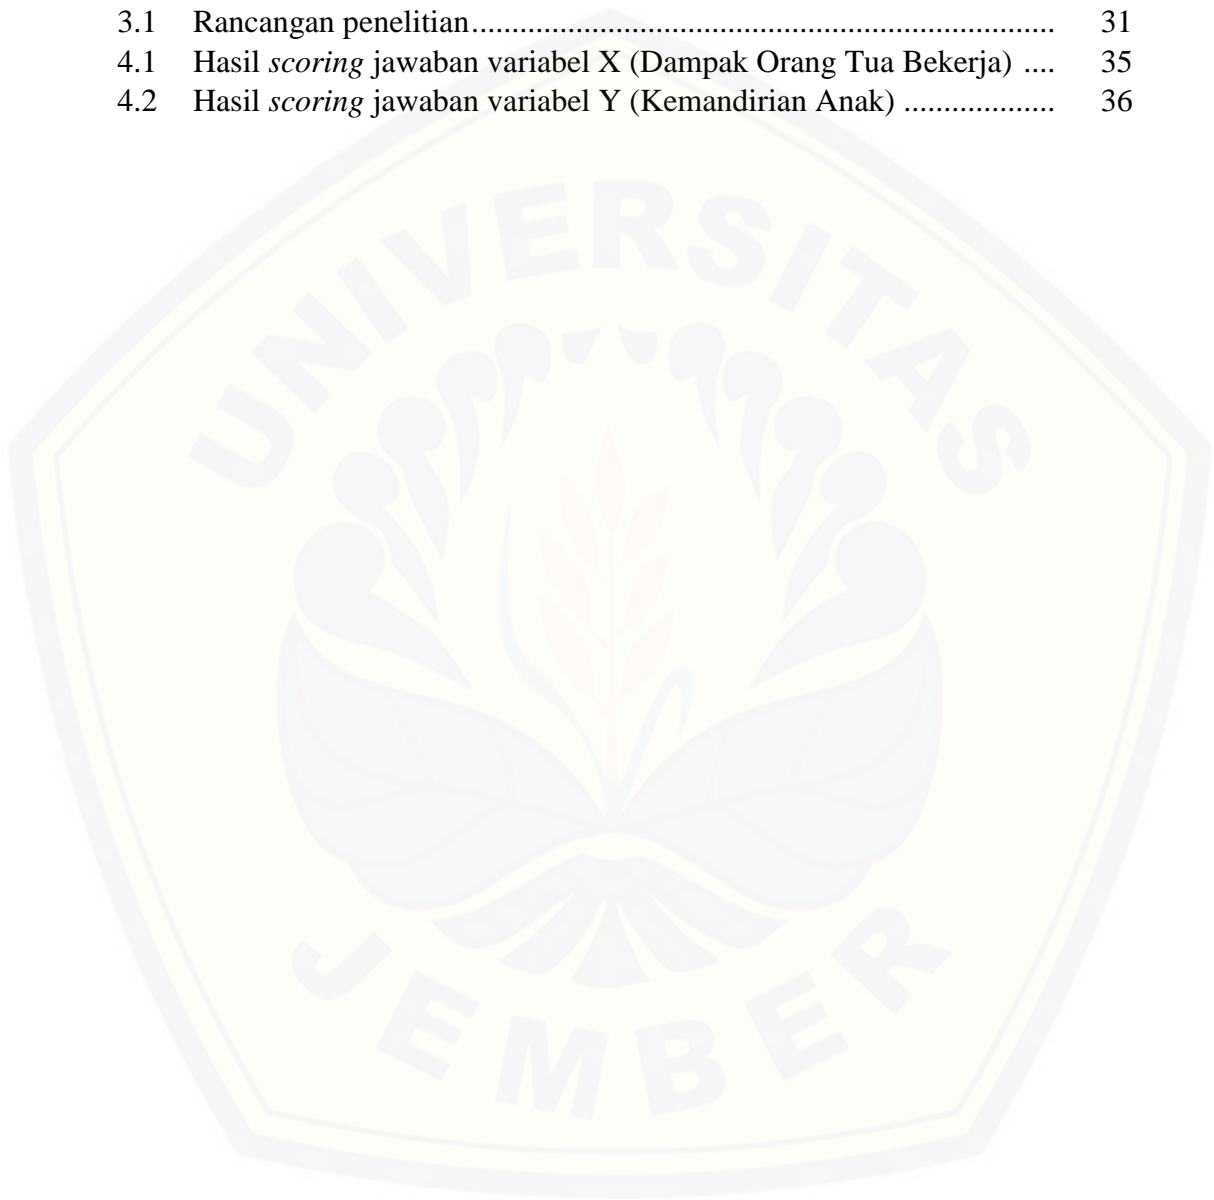 3.1 Rancangan penelitian....................................................................... 31
4.1 Hasil scoring jawaban variabel X (Dampak Orang Tua Bekerja) .... 35
4.2 Hasil scoring jawaban variabel Y (Kemandirian Anak) ................... 36
UNIVERSITAS
JEMBER